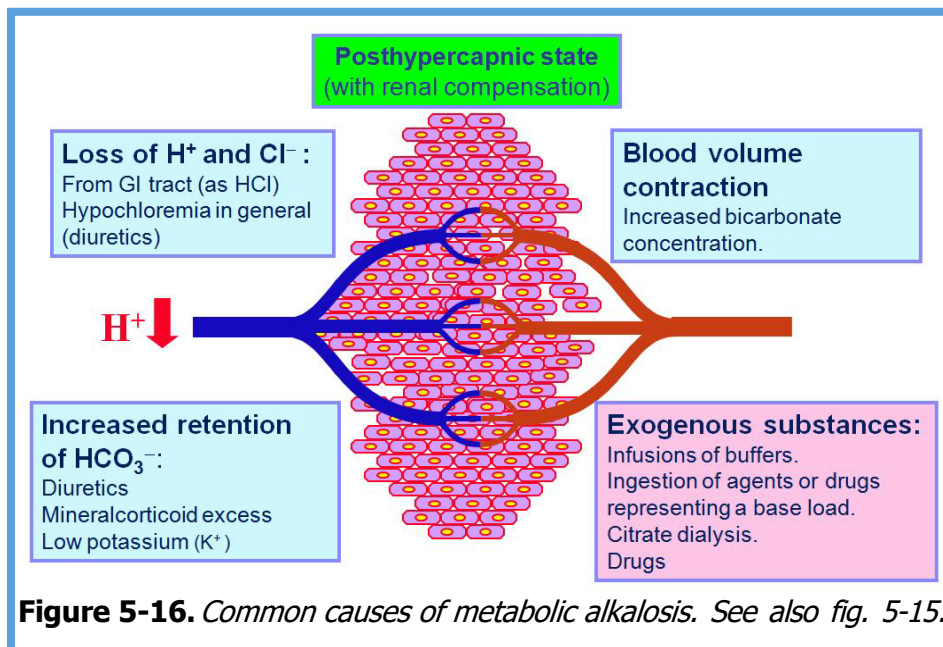 Posthypercapnic state
(with renal compensation)
Loss of H⁺ and Cl⁻ :
From GI tract (as HCl)
Hypochloremia in general
(diuretics)
Blood volume
contraction
Increased bicarbonate
concentration.
H⁺
Increased retention
of HCO₃⁻:
Diuretics
Mineralcorticoid excess
Low potassium (K⁺)
Exogenous substances:
Infusions of buffers.
Ingestion of agents or drugs
representing a base load.
Citrate dialysis.
Drugs
Figure 5-16. Common causes of metabolic alkalosis. See also fig. 5-15.